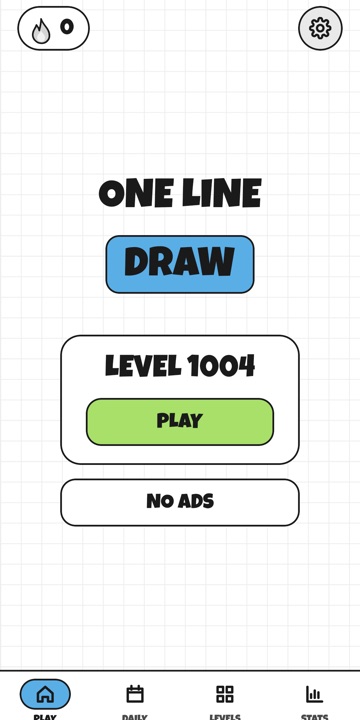 0
ONE LINE
DRAW
LEVEL 1004
PLAY
NO ADS
PLAY DAILY LEVELS STATS